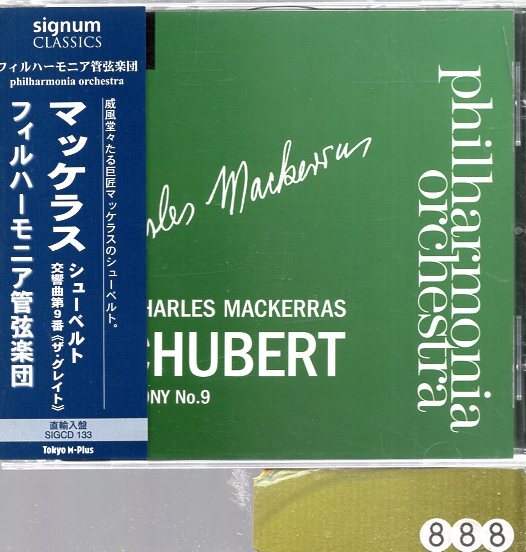 signum
CLASSICS
フィルハーモニア管弦楽団
philharmonia orchestra
威風堂々たる巨匠マッケラスのシューベルト。
マッケラス
シューベルト
交響曲第9番《ザ・グレイト》
フィルハーモニア管弦楽団
直輸入盤
SIGCD 133
Tokyo M-Plus
les Mackerras
HARLES MACKERRAS
CHUBERT
ONY No.9
philharmonia
orchestra
888